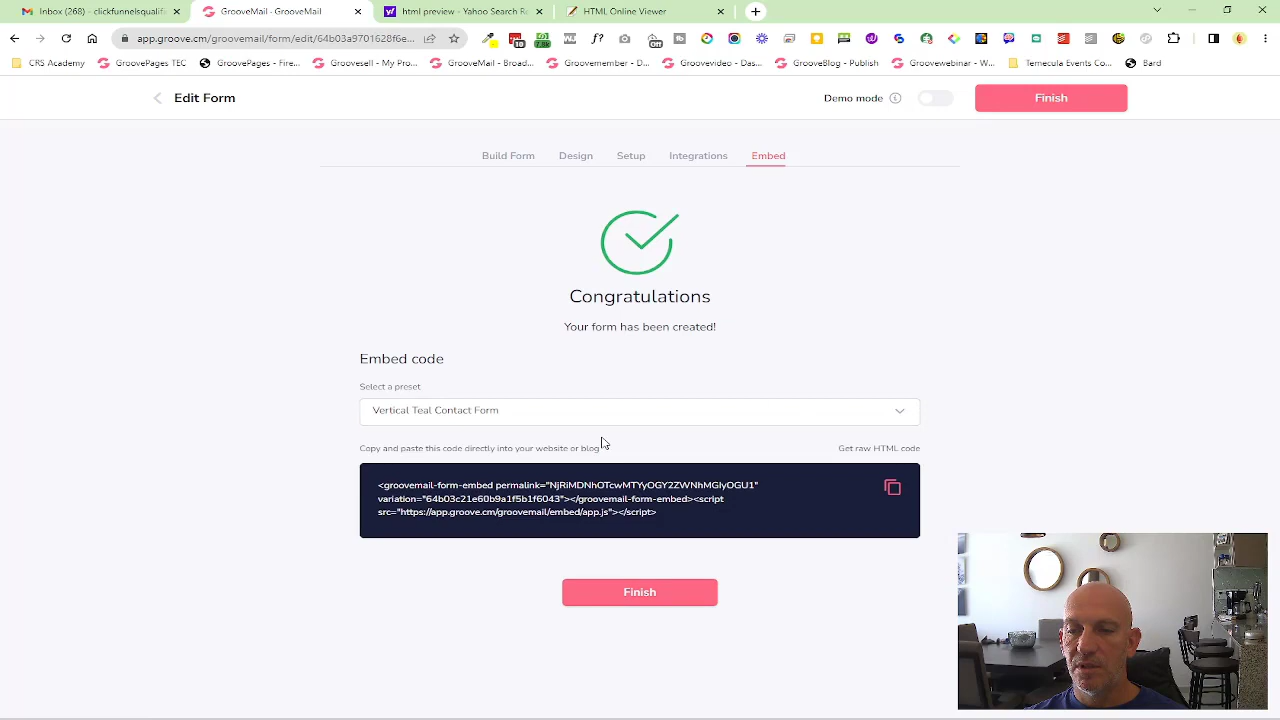 Inbox (268) - clickfunnelsequalifi
GrooveMail - GrooveMail
html preview - Yahoo Search Re
HTML Online Viewer
app.groove.cm/groovemail/form/edit/64b03a9701628f6e...
CRS Academy
GroovePages TEC
GroovePages - Fire...
Groovesell - My Pro...
GrooveMail - Broad...
Groovemember - D...
Groovevideo - Das...
GrooveBlog - Publish
Groovewebinar - W...
Temecula Events Co...
Bard
Edit Form
Demo mode
Finish
Build Form
Design
Setup
Integrations
Embed
Congratulations
Your form has been created!
Embed code
Select a preset
Vertical Teal Contact Form
Copy and paste this code directly into your website or blog
Get raw HTML code
<groovemail-form-embed permalink="NjRiMDNhOTcwMTYyOGY2ZWNhMGIyOGU1"
variation="64b03c21e60b9a1f5b1f6043"></groovemail-form-embed><script
src="https://app.groove.cm/groovemail/embed/app.js"></script>
Finish